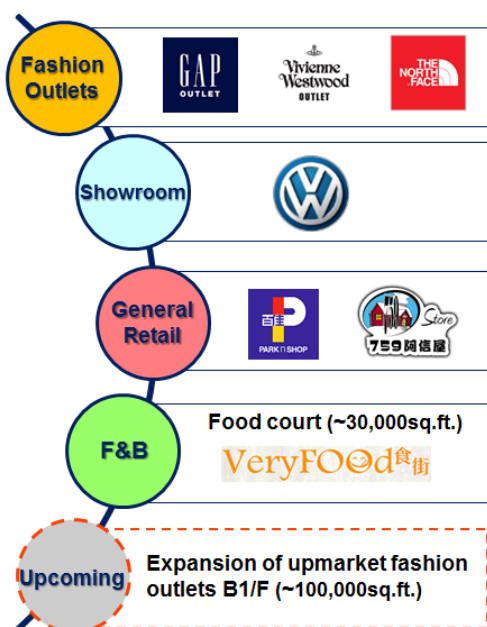 Fashion
Outlets
GAP
OUTLET
Vivienne
Westwood
OUTLET
THE
NORTH
FACE
Showroom
VW
General
Retail
百佳
P
PARKnSHOP
Store
759阿信屋
F&B
Food court (~30,000sq.ft.)
VeryFOOd食街
Upcoming
Expansion of upmarket fashion
outlets B1/F (~100,000sq.ft.)